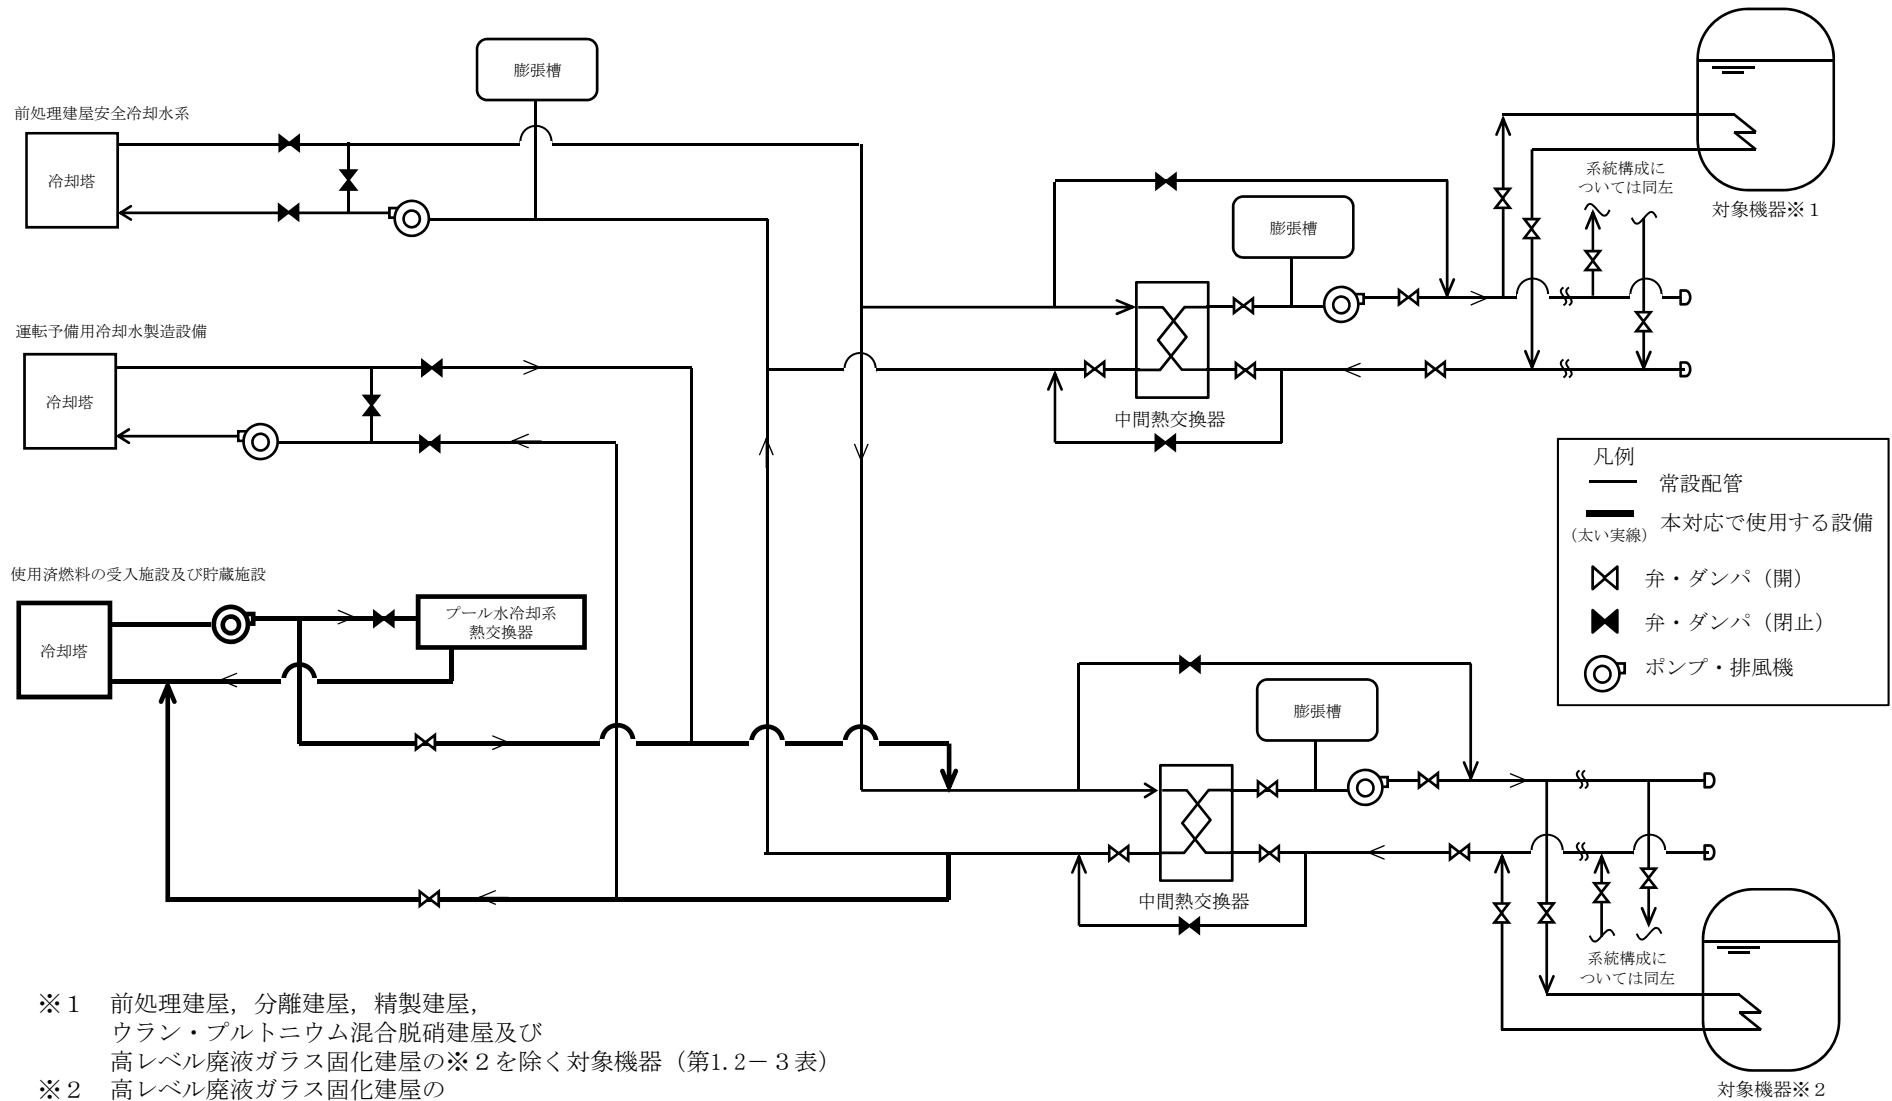 膨張槽
前処理建屋安全冷却水系
冷却塔
系統構成に
ついては同左
対象機器※１
膨張槽
運転予備用冷却水製造設備
冷却塔
中間熱交換器
凡例
常設配管
本対応で使用する設備
（太い実線）
弁・ダンパ（開）
弁・ダンパ（閉止）
ポンプ・排風機
使用済燃料の受入施設及び貯蔵施設
冷却塔
プール水冷却系
熱交換器
膨張槽
中間熱交換器
系統構成に
ついては同左
対象機器※２
※１　前処理建屋，分離建屋，精製建屋，
ウラン・プルトニウム混合脱硝建屋及び
高レベル廃液ガラス固化建屋の※２を除く対象機器（第1.2－３表）
※２　高レベル廃液ガラス固化建屋の